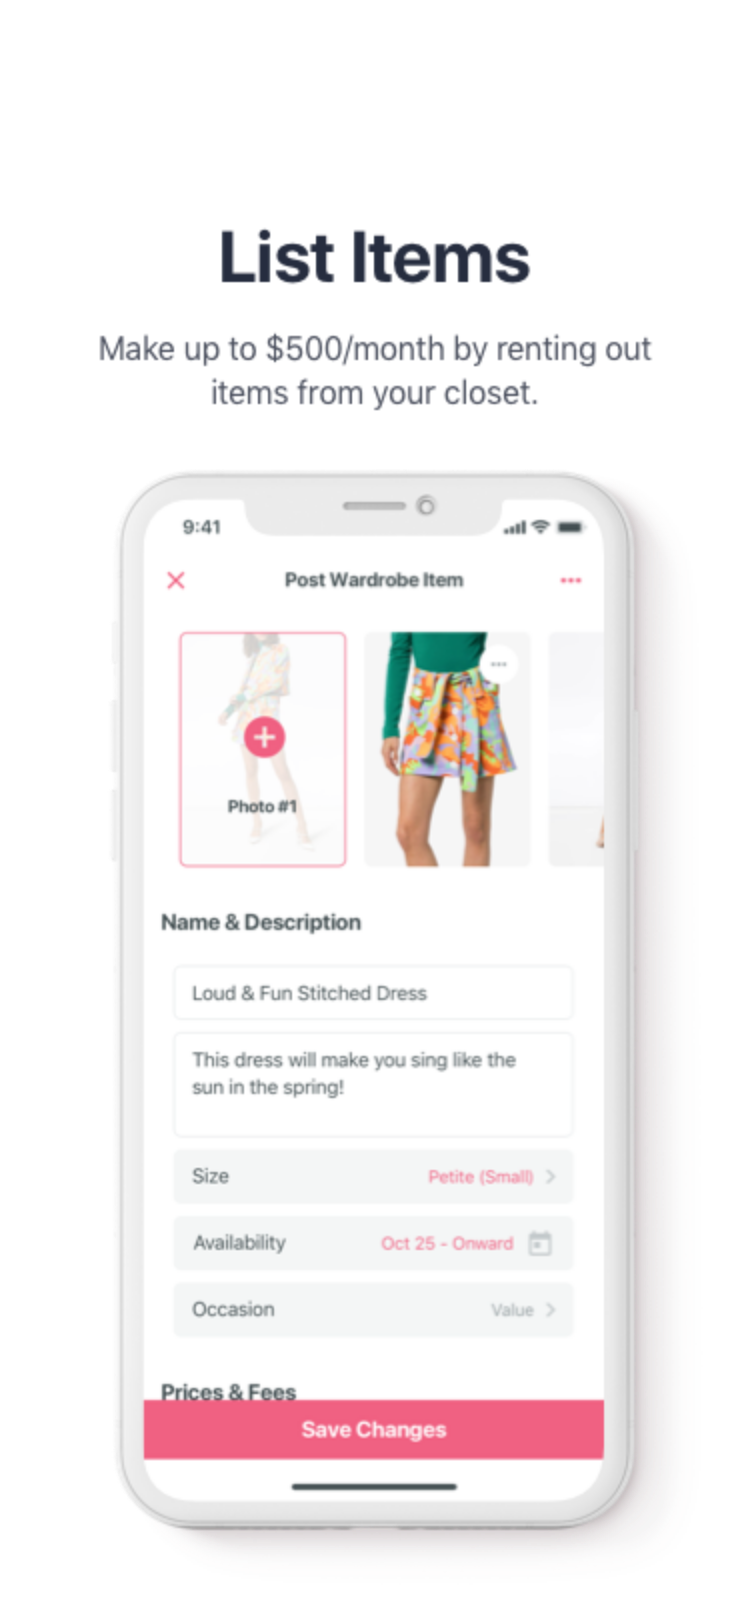 List Items
Make up to $500/month by renting out
items from your closet.
9:41
Post Wardrobe Item
Photo #1
Name & Description
Loud & Fun Stitched Dress
This dress will make you sing like the
sun in the spring!
Size Petite (Small)
Availability Oct 25 - Onward
Occasion Value
Prices & Fees
Save Changes